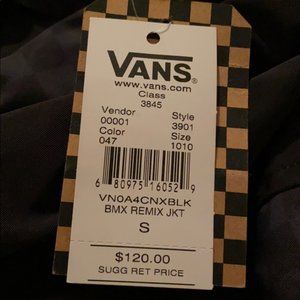 VANS®
www.vans.com
Class
3845
Vendor Style
00001 3901
Color Size
047 1010
6 80975 16052 9
VN0A4CNXBLK
BMX REMIX JKT
S
$120.00
SUGG RET PRICE